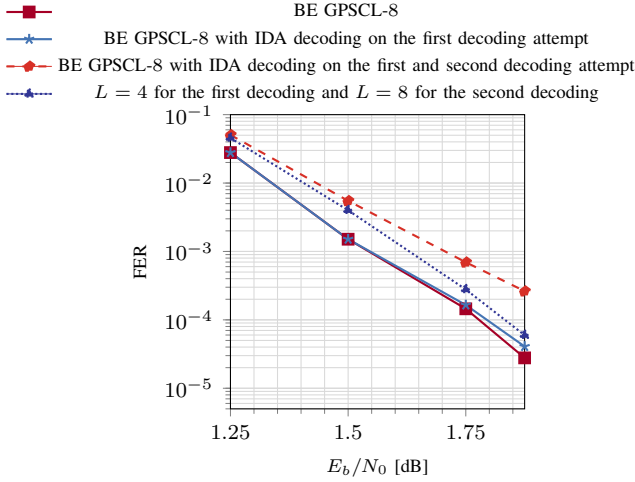 BE GPSCL-8
BE GPSCL-8 with IDA decoding on the first decoding attempt
BE GPSCL-8 with IDA decoding on the first and second decoding attempt
L = 4 for the first decoding and L = 8 for the second decoding
10⁻¹
10⁻²
10⁻³
10⁻⁴
10⁻⁵
FER
1.25 1.5 1.75
E_b/N_0 [dB]